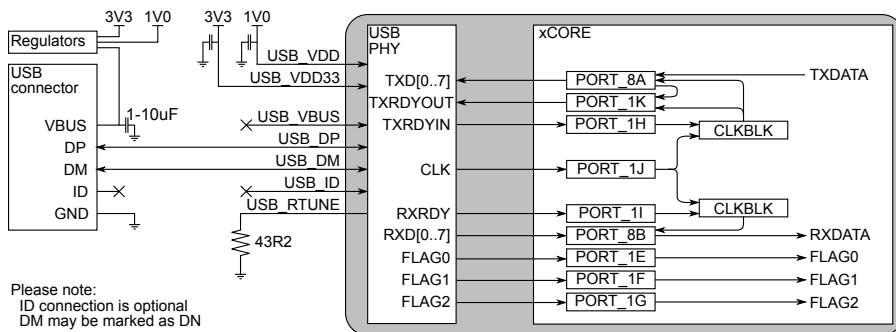 3V3
1V0
Regulators
USB
connector
VBUS
DP
DM
ID
GND
1-10uF
3V3
1V0
USB_VDD
USB_VDD33
USB_VBUS
USB_DP
USB_DM
USB_ID
USB_RTUNE
43R2
Please note:
ID connection is optional
DM may be marked as DN
USB
PHY
TXD[0..7]
TXRDYOUT
TXRDYIN
CLK
RXRDY
RXD[0..7]
FLAG0
FLAG1
FLAG2
xCORE
PORT_8A
PORT_1K
PORT_1H
PORT_1J
PORT_1I
PORT_8B
PORT_1E
PORT_1F
PORT_1G
CLKBLK
CLKBLK
TXDATA
RXDATA
FLAG0
FLAG1
FLAG2